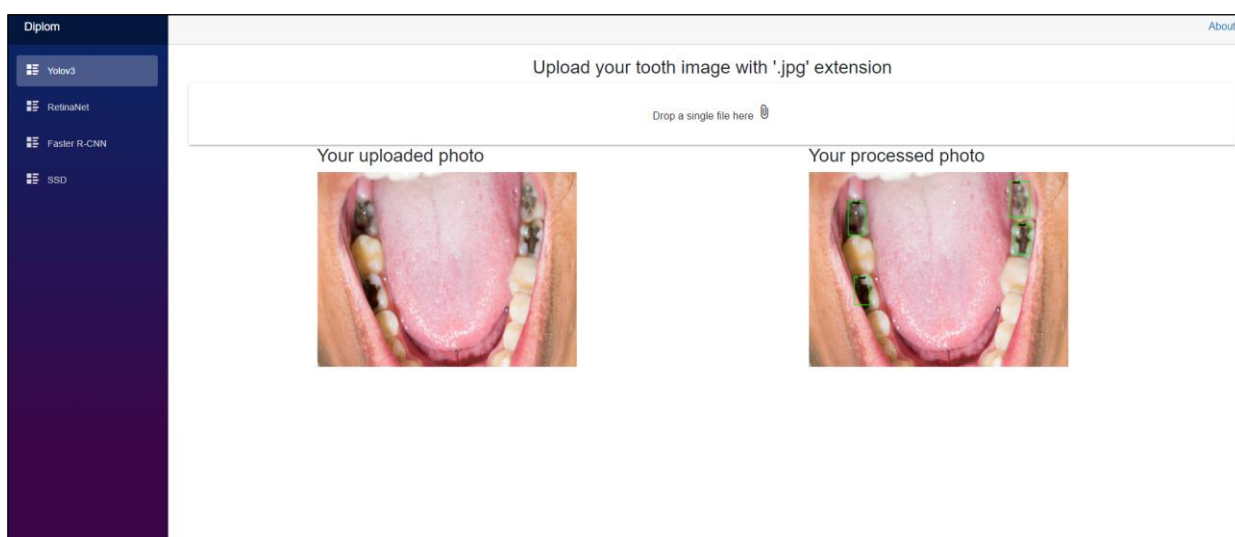 Diplom
About
Yolov3
RetinaNet
Faster R-CNN
SSD
Upload your tooth image with '.jpg' extension
Drop a single file here
Your uploaded photo
Your processed photo